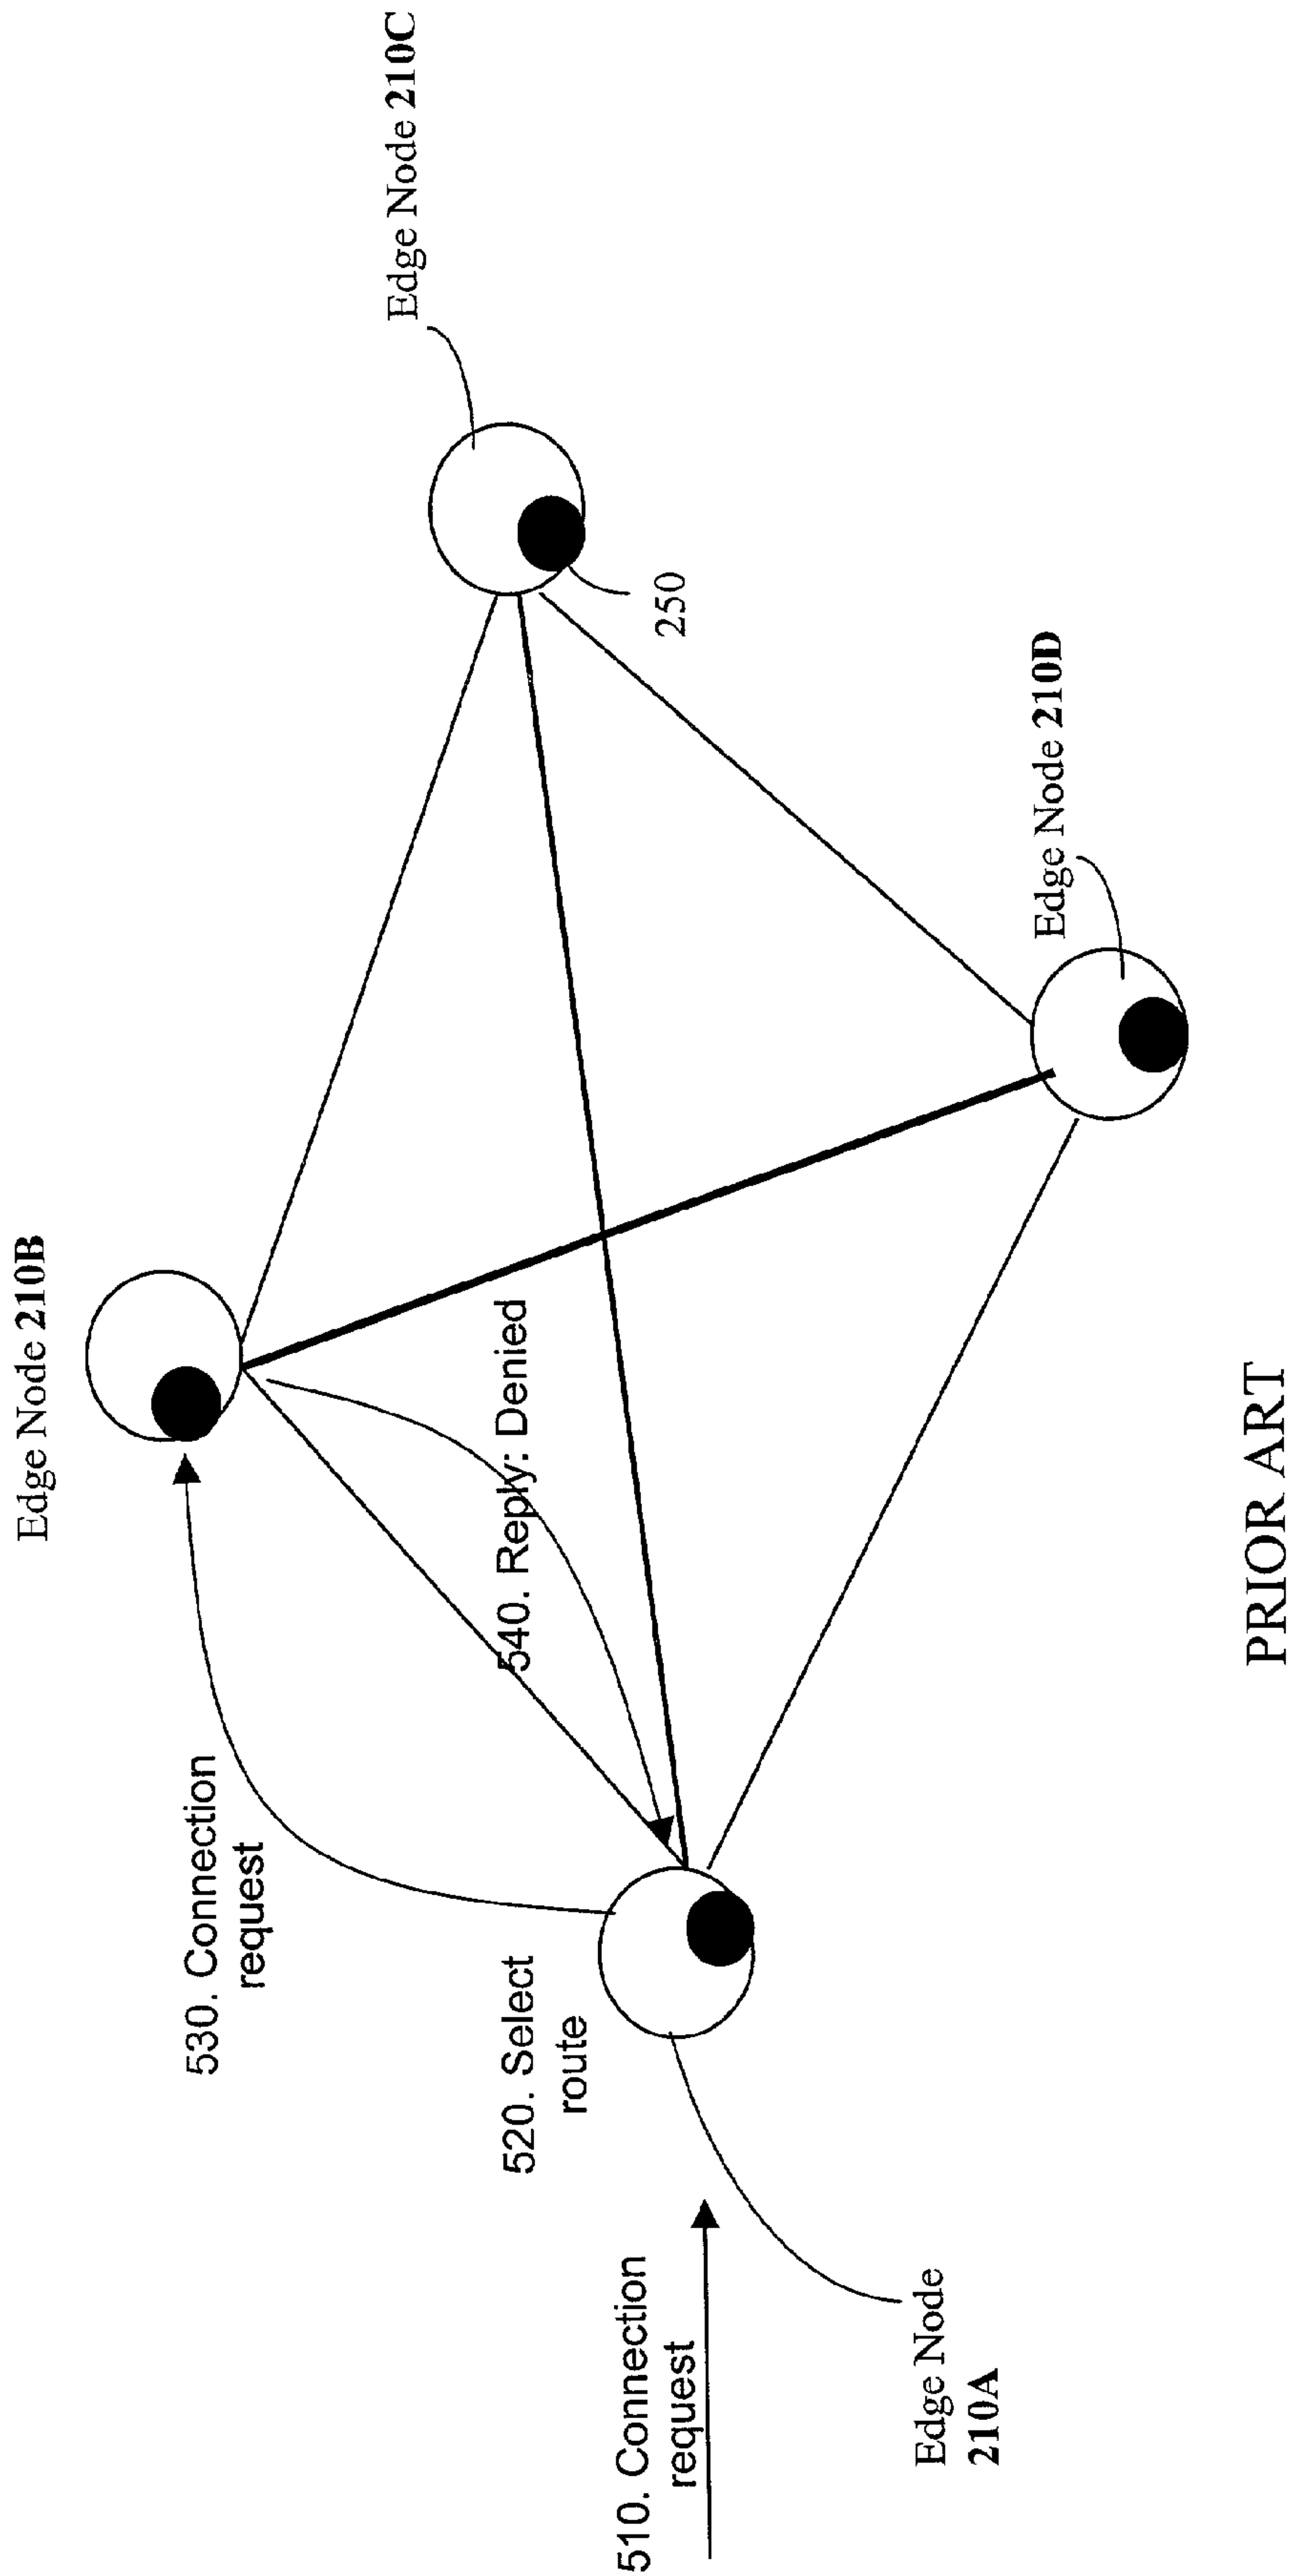 Edge Node 210B
530. Connection
request
Edge Node 210C
520. Select
route
540. Reply: Denied
510. Connection
request
250
Edge Node
210A
Edge Node 210D
PRIOR ART